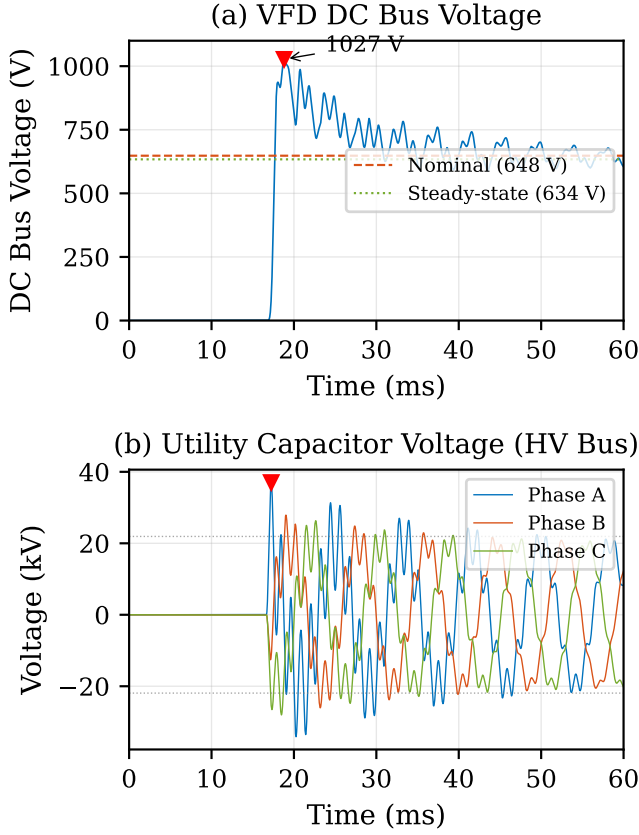 (a) VFD DC Bus Voltage
1027 V
1000
750
500
250
0
DC Bus Voltage (V)
Nominal (648 V)
Steady-state (634 V)
0 10 20 30 40 50 60
Time (ms)
(b) Utility Capacitor Voltage (HV Bus)
40
20
0
−20
Voltage (kV)
Phase A
Phase B
Phase C
0 10 20 30 40 50 60
Time (ms)